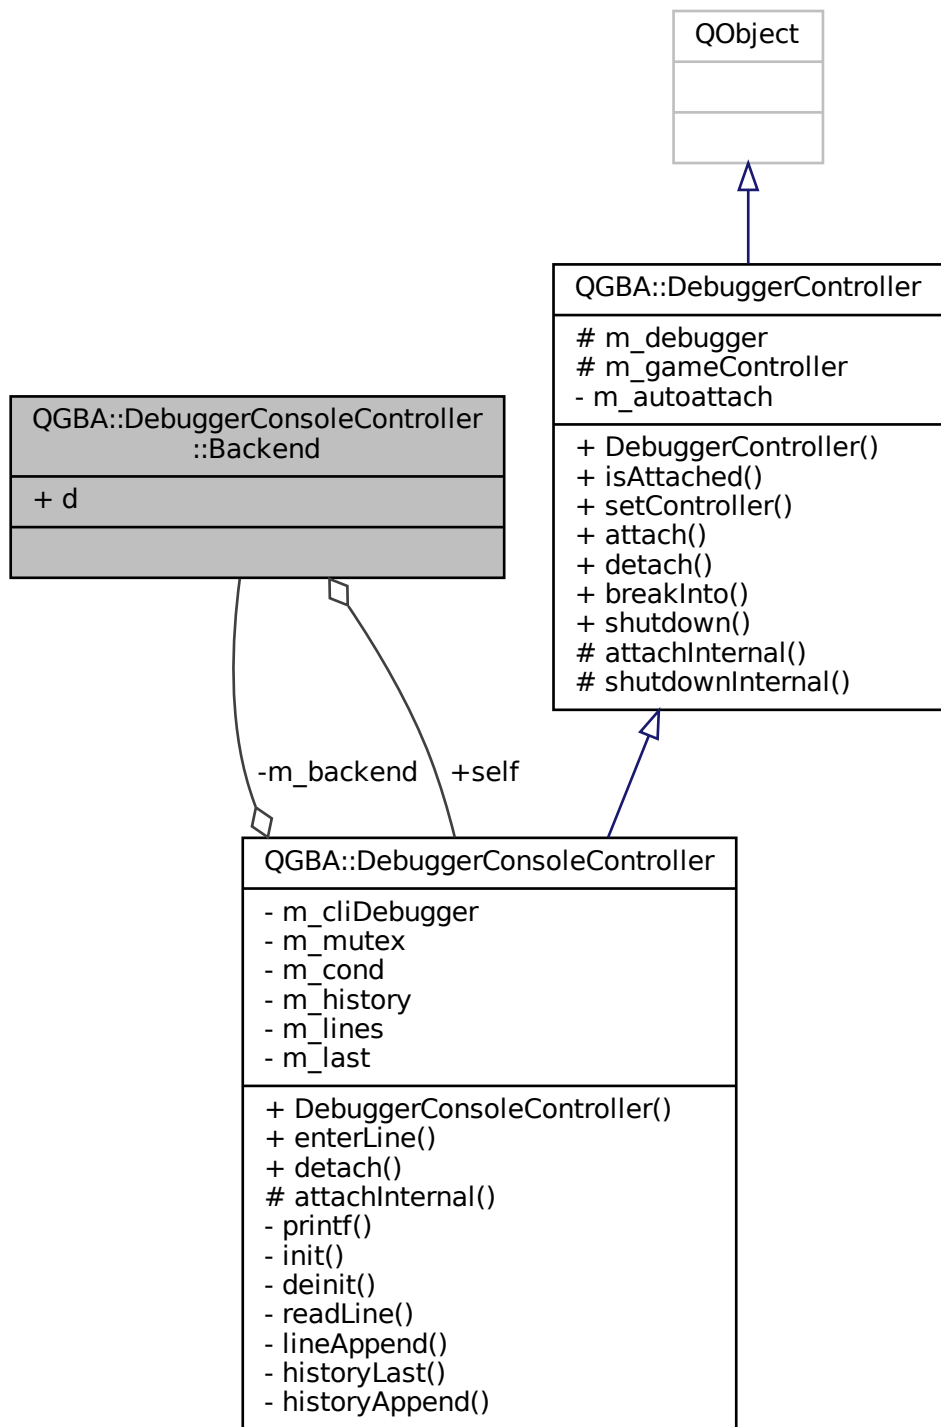 QObject
QGBA::DebuggerController
# m_debugger
# m_gameController
- m_autoattach
+ DebuggerController()
+ isAttached()
+ setController()
+ attach()
+ detach()
+ breakInto()
+ shutdown()
# attachInternal()
# shutdownInternal()
QGBA::DebuggerConsoleController
::Backend
+ d
-m_backend
+self
QGBA::DebuggerConsoleController
- m_cliDebugger
- m_mutex
- m_cond
- m_history
- m_lines
- m_last
+ DebuggerConsoleController()
+ enterLine()
+ detach()
# attachInternal()
- printf()
- init()
- deinit()
- readLine()
- lineAppend()
- historyLast()
- historyAppend()